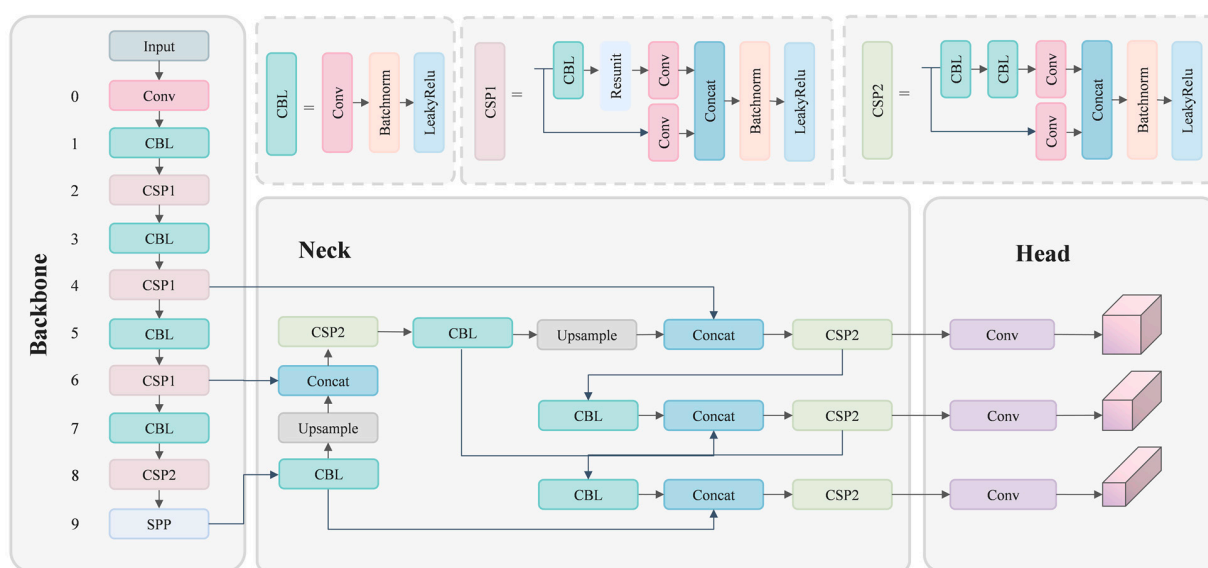 Backbone
Input
0
Conv
1
CBL
2
CSP1
3
CBL
4
CSP1
5
CBL
6
CSP1
7
CBL
8
CSP2
9
SPP
CBL
=
Conv
Batchnorm
LeakyRelu
CSP1
=
CBL
Resunit
Conv
Conv
Concat
Batchnorm
LeakyRelu
CSP2
=
CBL
CBL
Conv
Conv
Concat
Batchnorm
LeakyRelu
Neck
CSP2
CBL
Upsample
Concat
CSP2
Concat
CBL
Concat
CSP2
Upsample
CBL
CBL
Concat
CSP2
Head
Conv
Conv
Conv